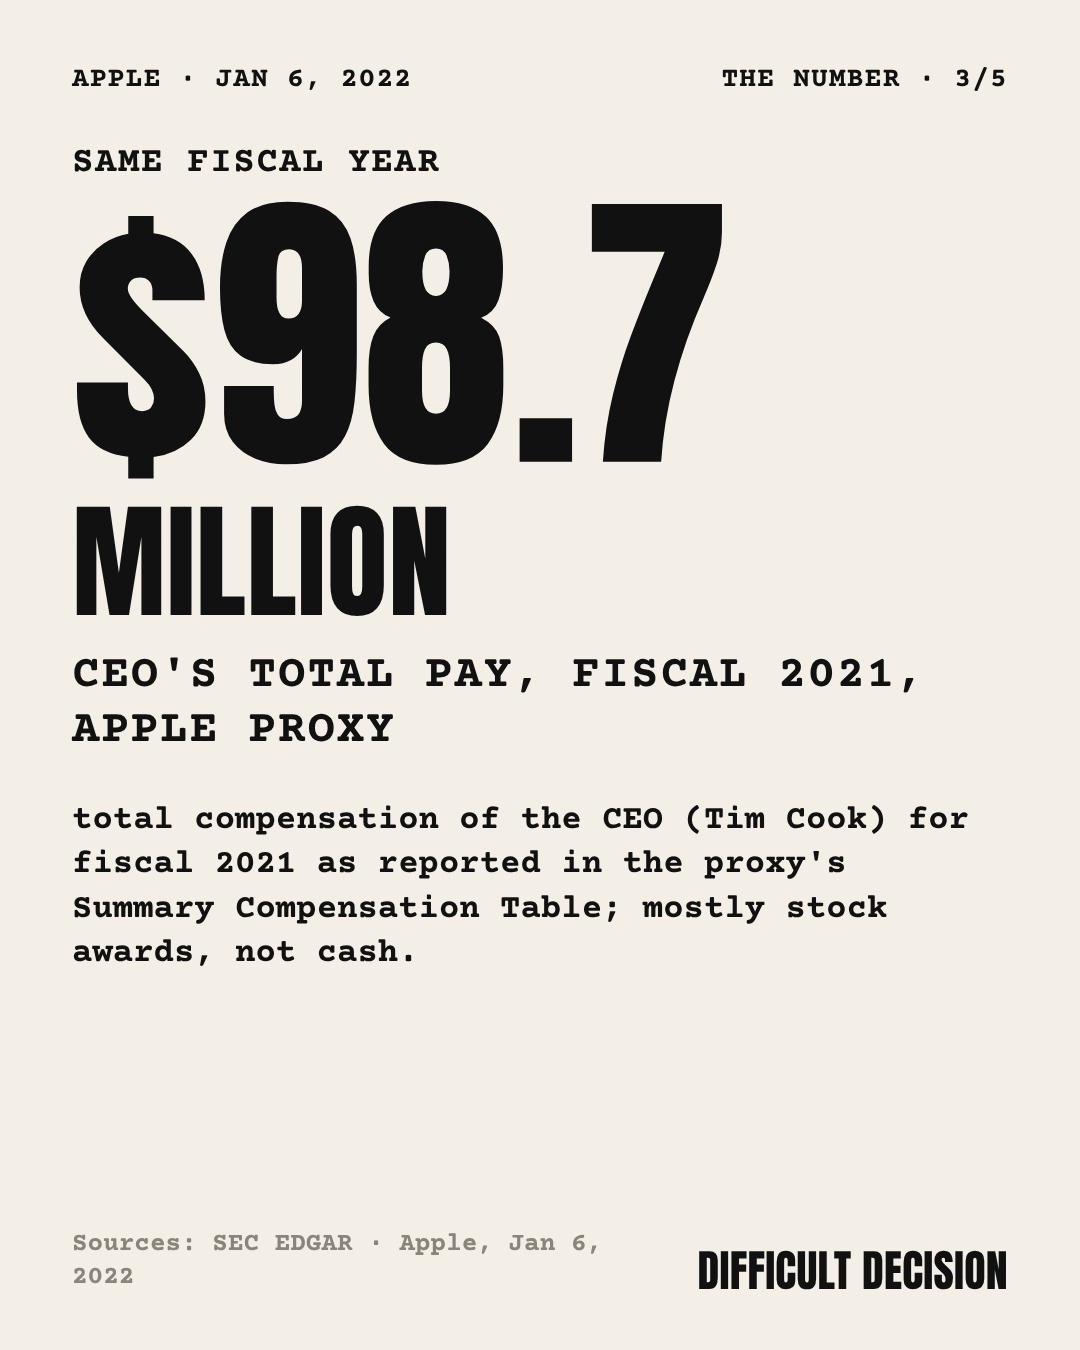 APPLE · JAN 6, 2022
THE NUMBER · 3/5
SAME FISCAL YEAR
$98.7
MILLION
CEO'S TOTAL PAY, FISCAL 2021,
APPLE PROXY
total compensation of the CEO (Tim Cook) for
fiscal 2021 as reported in the proxy's
Summary Compensation Table; mostly stock
awards, not cash.
Sources: SEC EDGAR · Apple, Jan 6,
2022
DIFFICULT DECISION